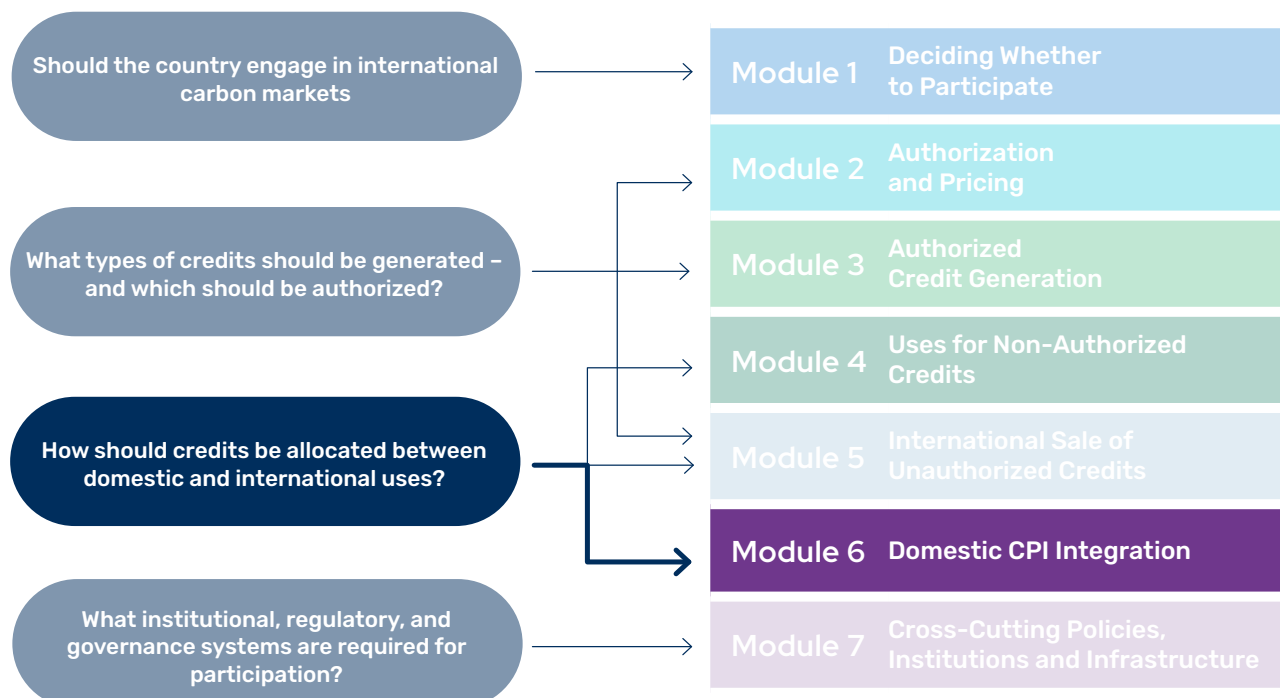 Should the country engage in international
carbon markets
What types of credits should be generated –
and which should be authorized?
How should credits be allocated between
domestic and international uses?
What institutional, regulatory, and
governance systems are required for
participation?
Module 1
Deciding Whether
to Participate
Module 2
Authorization
and Pricing
Module 3
Authorized
Credit Generation
Module 4
Uses for Non-Authorized
Credits
Module 5
International Sale of
Unauthorized Credits
Module 6
Domestic CPI Integration
Module 7
Cross-Cutting Policies,
Institutions and Infrastructure